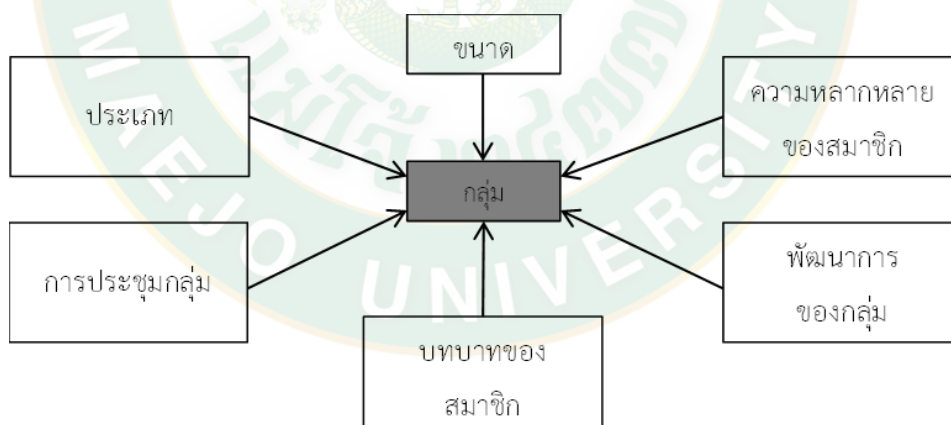 ขนาด
ประเภท
ความหลากหลาย
ของสมาชิก
กลุ่ม
การประชุมกลุ่ม
พัฒนาการ
ของกลุ่ม
บทบาทของ
สมาชิก
MAEJO UNIVERSITY